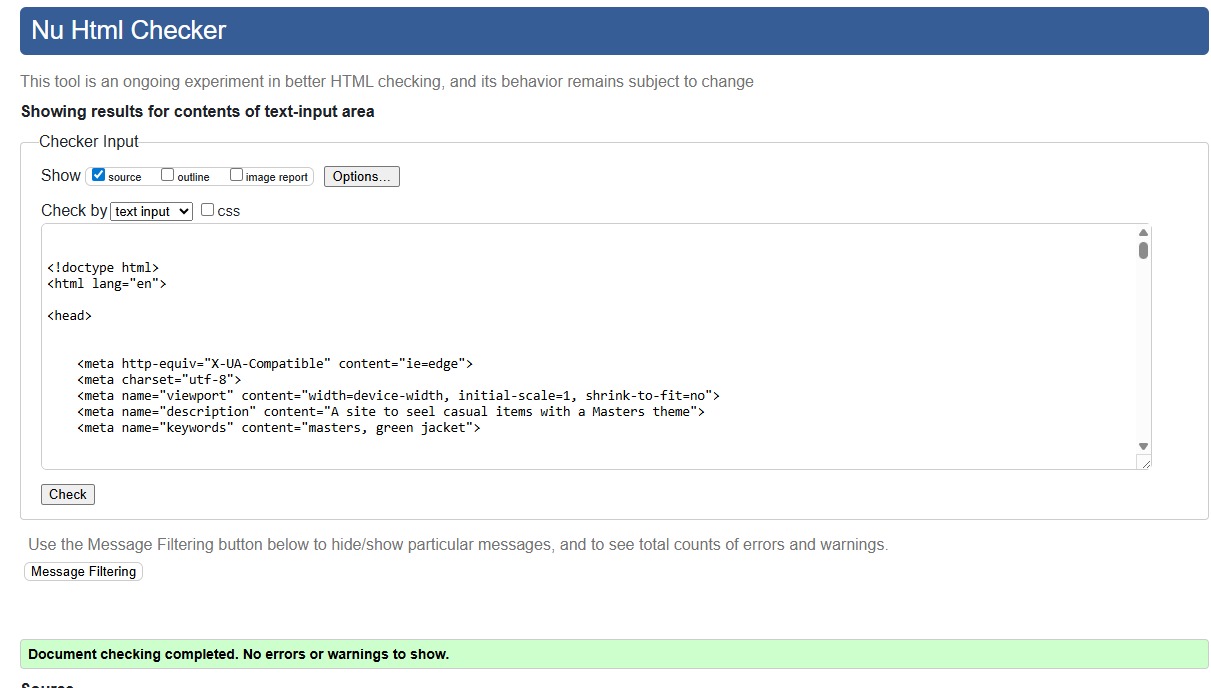 Nu Html Checker
This tool is an ongoing experiment in better HTML checking, and its behavior remains subject to change
Showing results for contents of text-input area
Checker Input
Show source outline image report Options...
Check by text input css
<!doctype html>
<html lang="en">
<head>
<meta http-equiv="X-UA-Compatible" content="ie=edge">
<meta charset="utf-8">
<meta name="viewport" content="width=device-width, initial-scale=1, shrink-to-fit=no">
<meta name="description" content="A site to seel casual items with a Masters theme">
<meta name="keywords" content="masters, green jacket">
Check
Use the Message Filtering button below to hide/show particular messages, and to see total counts of errors and warnings.
Message Filtering
Document checking completed. No errors or warnings to show.
Source